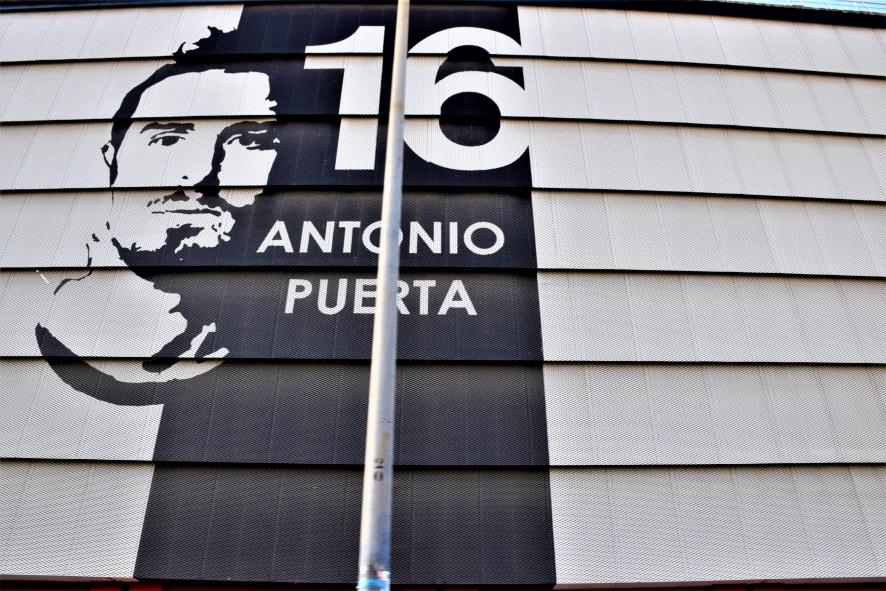 16
ANTONIO
PUERTA